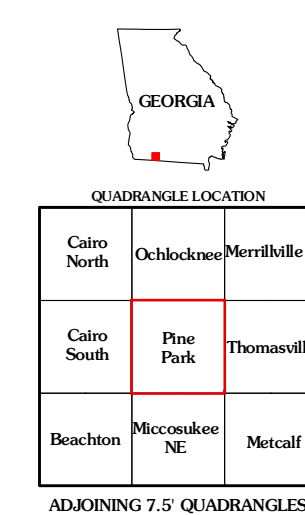 GEORGIA
QUADRANGLE LOCATION
Cairo
North
Ochlocknee
Merrillville
Cairo
South
Pine
Park
Thomasvill
Beachton
Miccosukee
NE
Metcalf
ADJOINING 7.5' QUADRANGLES